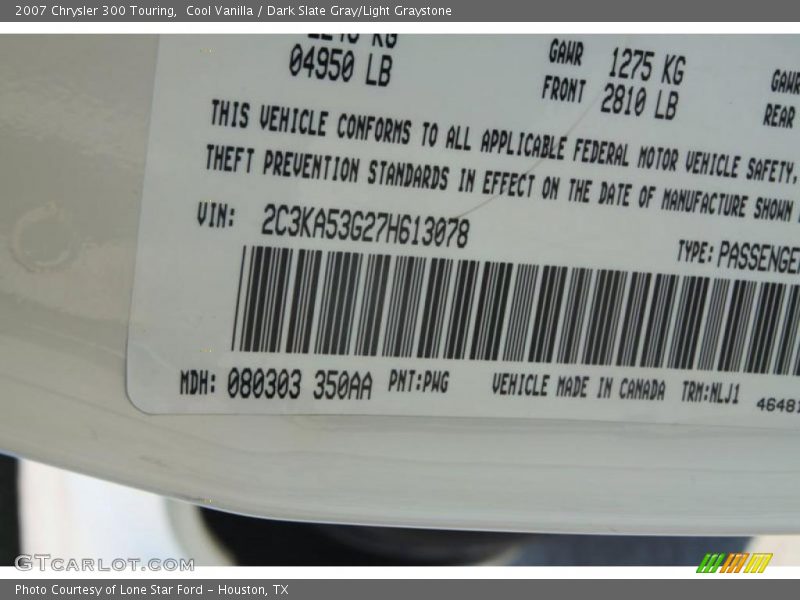 2007 Chrysler 300 Touring,  Cool Vanilla / Dark Slate Gray/Light Graystone
04950 LB
GAWR 1275 KG
FRONT 2810 LB
GAWR
REAR
THIS VEHICLE CONFORMS TO ALL APPLICABLE FEDERAL MOTOR VEHICLE SAFETY,
THEFT PREVENTION STANDARDS IN EFFECT ON THE DATE OF MANUFACTURE SHOWN
VIN: 2C3KA53G27H613078
TYPE: PASSENGE
MDH: 080303 350AA PNT:PWG VEHICLE MADE IN CANADA TRM:NLJ1
4648
GTCARLOT.COM
Photo Courtesy of Lone Star Ford - Houston, TX